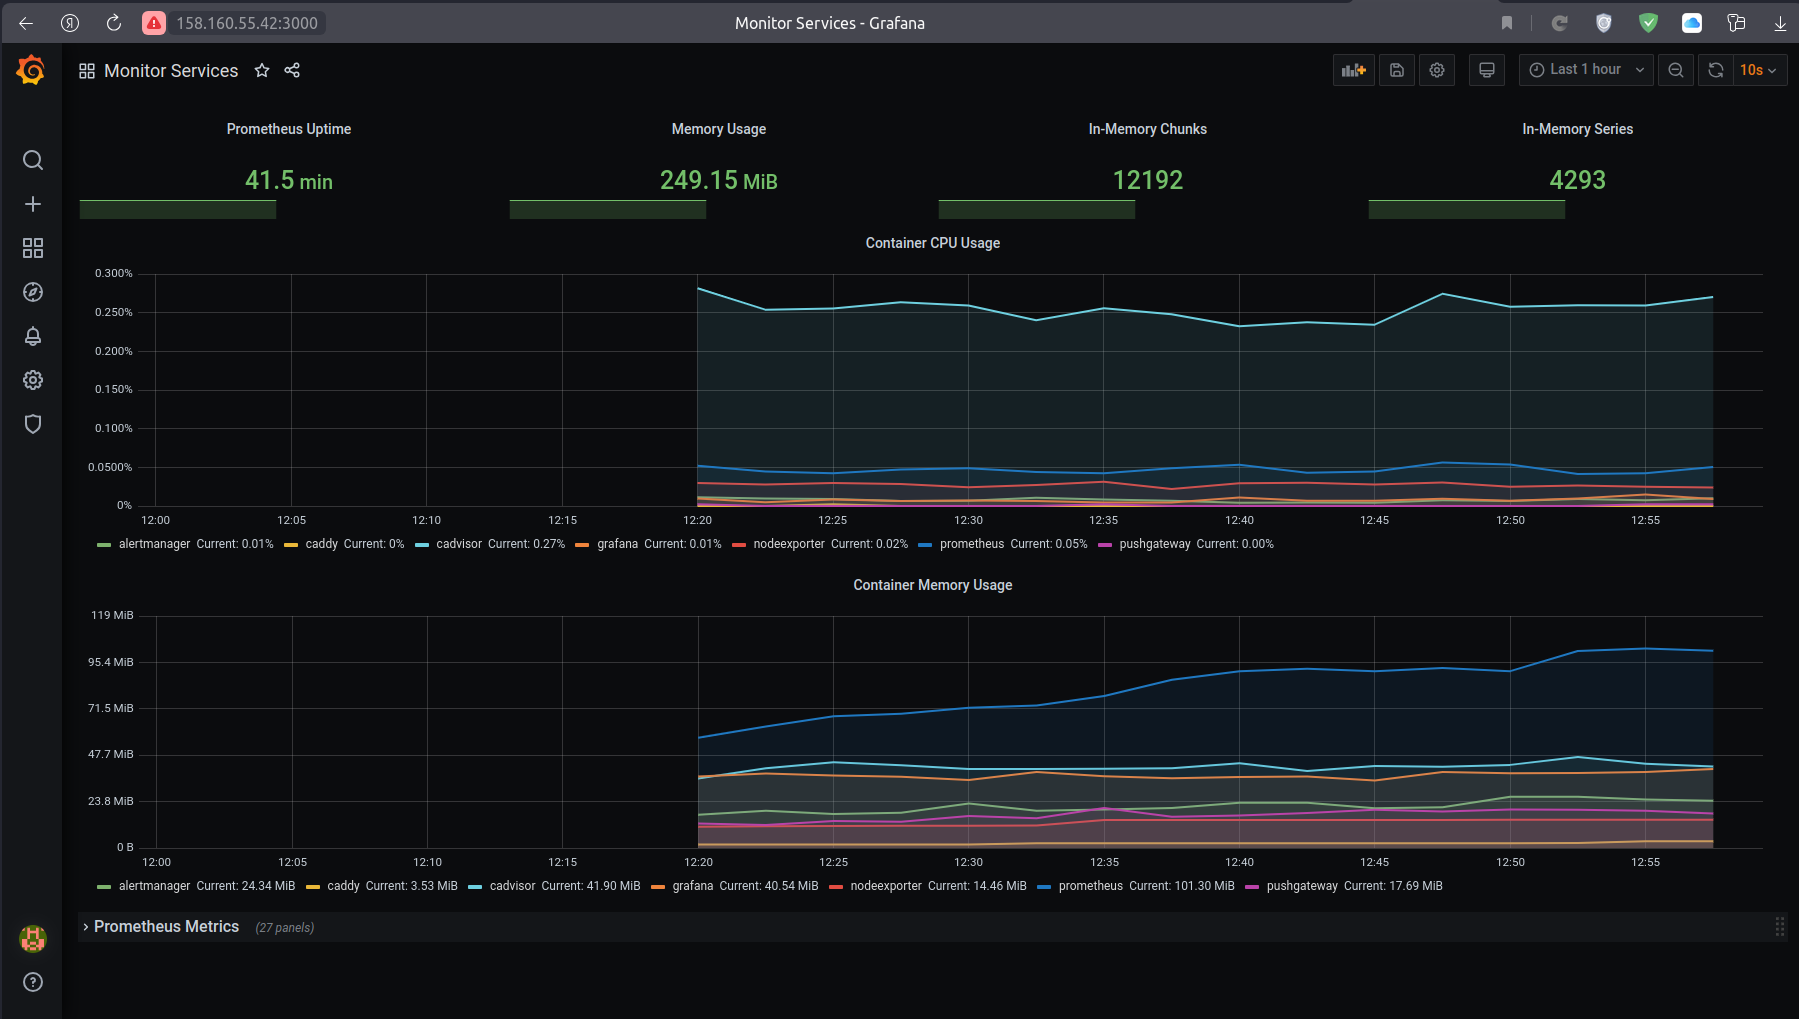 158.160.55.42:3000 Monitor Services - Grafana
Monitor Services Last 1 hour 10s
Prometheus Uptime Memory Usage In-Memory Chunks In-Memory Series
41.5 min 249.15 MiB 12192 4293
Container CPU Usage
0.300%
0.250%
0.200%
0.150%
0.100%
0.0500%
0%
12:00 12:05 12:10 12:15 12:20 12:25 12:30 12:35 12:40 12:45 12:50 12:55
alertmanager Current: 0.01% caddy Current: 0% cadvisor Current: 0.27% grafana Current: 0.01% nodeexporter Current: 0.02% prometheus Current: 0.05% pushgateway Current: 0.00%
Container Memory Usage
119 MiB
95.4 MiB
71.5 MiB
47.7 MiB
23.8 MiB
0 B
12:00 12:05 12:10 12:15 12:20 12:25 12:30 12:35 12:40 12:45 12:50 12:55
alertmanager Current: 24.34 MiB caddy Current: 3.53 MiB cadvisor Current: 41.90 MiB grafana Current: 40.54 MiB nodeexporter Current: 14.46 MiB prometheus Current: 101.30 MiB pushgateway Current: 17.69 MiB
Prometheus Metrics (27 panels)